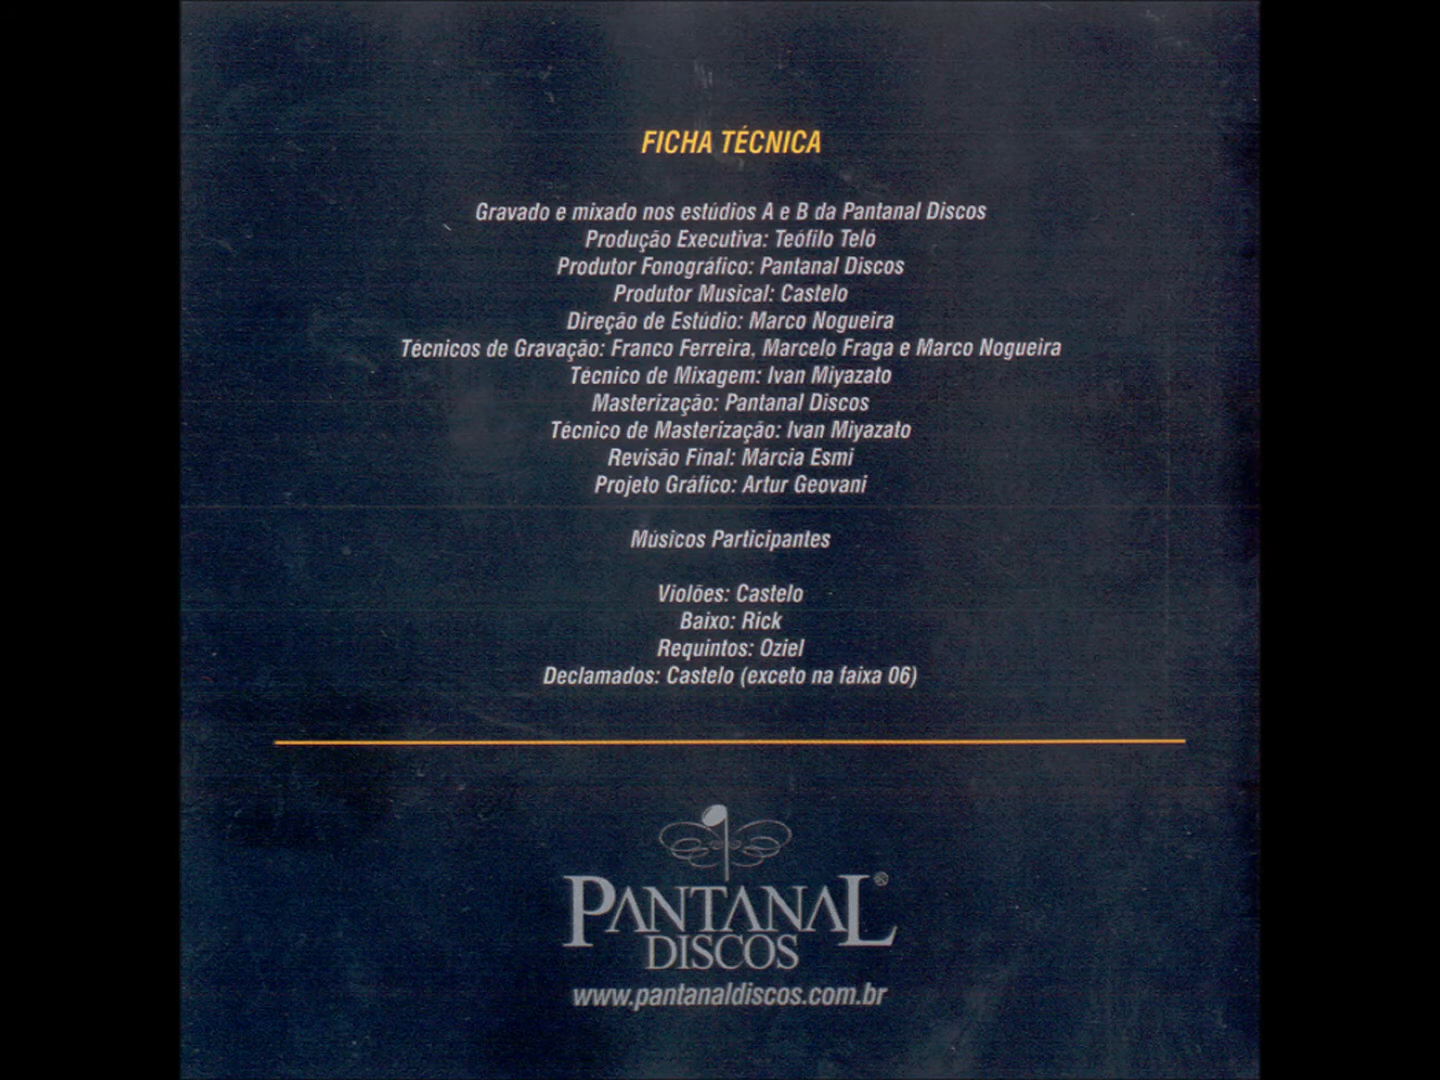 FICHA TÉCNICA
Gravado e mixado nos estúdios A e B da Pantanal Discos
Produção Executiva: Teófilo Teló
Produtor Fonográfico: Pantanal Discos
Produtor Musical: Castelo
Direção de Estúdio: Marco Nogueira
Técnicos de Gravação: Franco Ferreira, Marcelo Fraga e Marco Nogueira
Técnico de Mixagem: Ivan Miyazato
Masterização: Pantanal Discos
Técnico de Masterização: Ivan Miyazato
Revisão Final: Márcia Esmi
Projeto Gráfico: Artur Geovani
Músicos Participantes
Violões: Castelo
Baixo: Rick
Requintos: Oziel
Declamados: Castelo (exceto na faixa 06)
PANTANAL®
DISCOS
www.pantanaldiscos.com.br